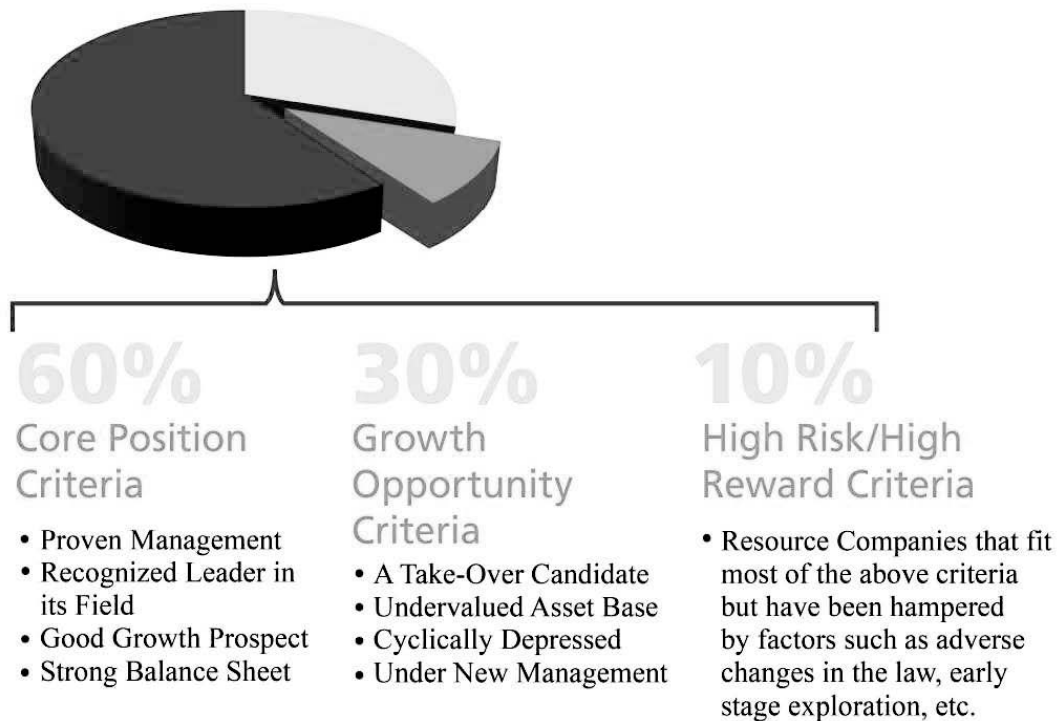 60%
Core Position
Criteria
• Proven Management
• Recognized Leader in
its Field
• Good Growth Prospect
• Strong Balance Sheet
30%
Growth
Opportunity
Criteria
• A Take-Over Candidate
• Undervalued Asset Base
• Cyclically Depressed
• Under New Management
10%
High Risk/High
Reward Criteria
• Resource Companies that fit
most of the above criteria
but have been hampered
by factors such as adverse
changes in the law, early
stage exploration, etc.